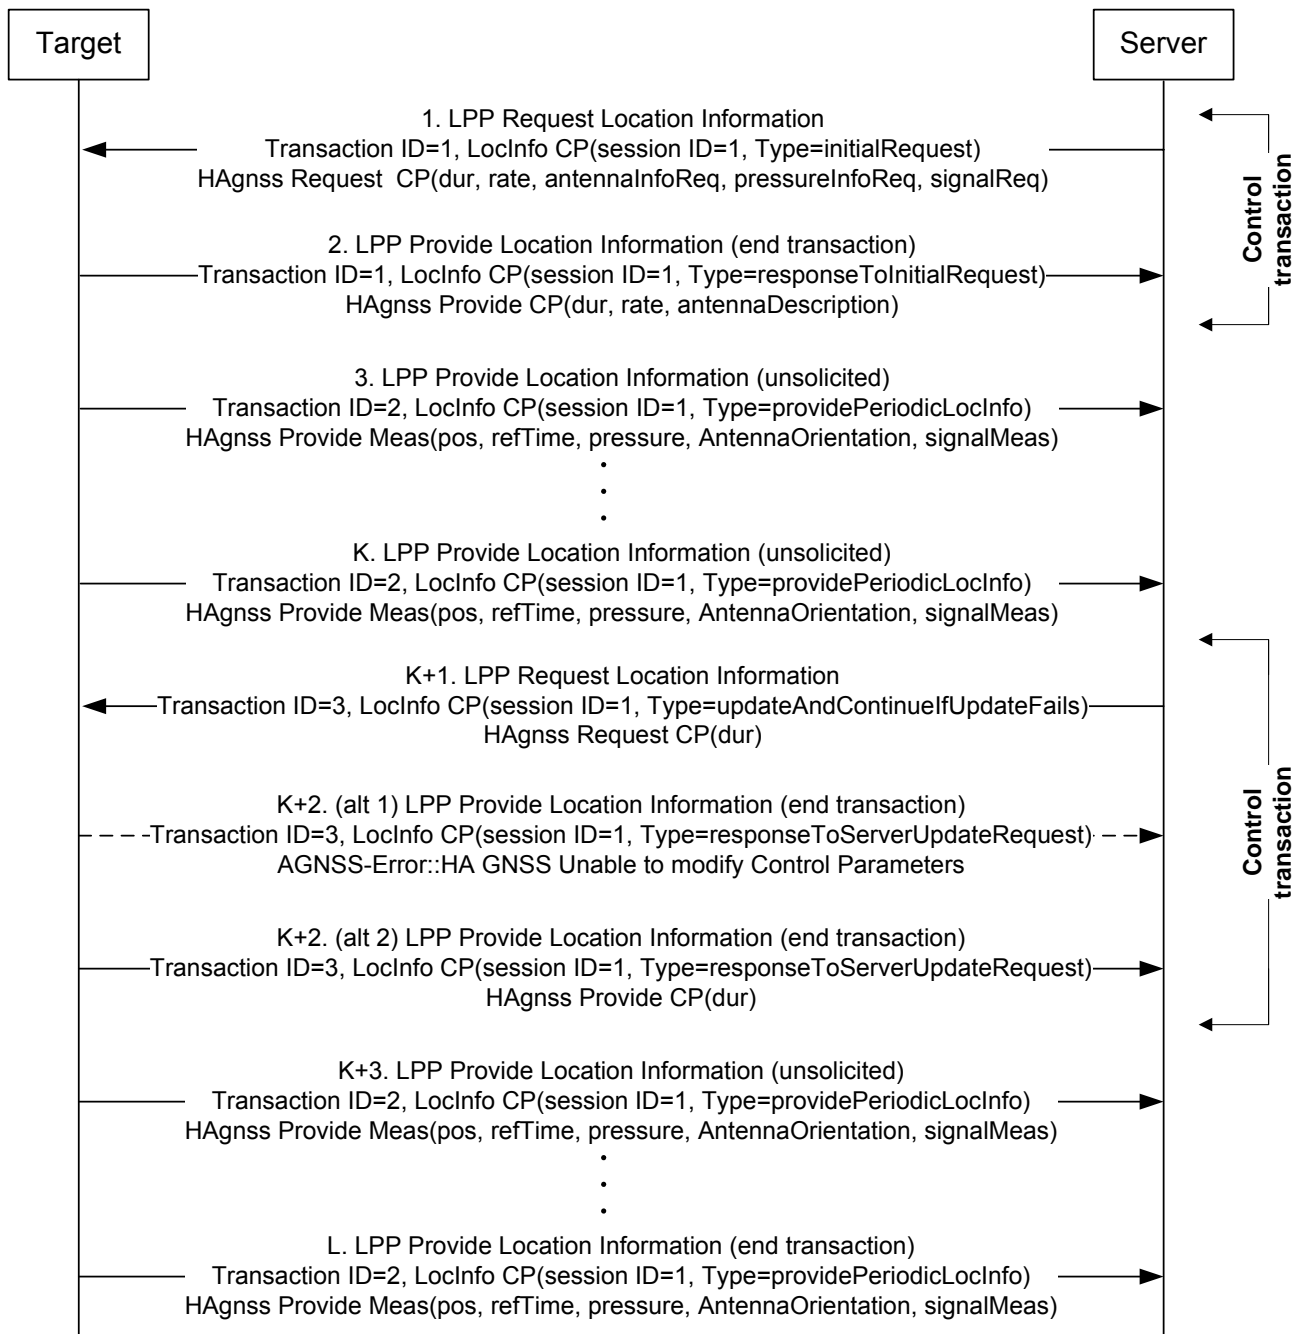 Target
Server
1. LPP Request Location Information
Transaction ID=1, LocInfo CP(session ID=1, Type=initialRequest)
HAgnss Request  CP(dur, rate, antennaInfoReq, pressureInfoReq, signalReq)
Control
transaction
2. LPP Provide Location Information (end transaction)
Transaction ID=1, LocInfo CP(session ID=1, Type=responseToInitialRequest)
HAgnss Provide CP(dur, rate, antennaDescription)
3. LPP Provide Location Information (unsolicited)
Transaction ID=2, LocInfo CP(session ID=1, Type=providePeriodicLocInfo)
HAgnss Provide Meas(pos, refTime, pressure, AntennaOrientation, signalMeas)
.
.
.
K. LPP Provide Location Information (unsolicited)
Transaction ID=2, LocInfo CP(session ID=1, Type=providePeriodicLocInfo)
HAgnss Provide Meas(pos, refTime, pressure, AntennaOrientation, signalMeas)
K+1. LPP Request Location Information
Transaction ID=3, LocInfo CP(session ID=1, Type=updateAndContinueIfUpdateFails)
HAgnss Request CP(dur)
K+2. (alt 1) LPP Provide Location Information (end transaction)
Transaction ID=3, LocInfo CP(session ID=1, Type=responseToServerUpdateRequest)
AGNSS-Error::HA GNSS Unable to modify Control Parameters
Control
transaction
K+2. (alt 2) LPP Provide Location Information (end transaction)
Transaction ID=3, LocInfo CP(session ID=1, Type=responseToServerUpdateRequest)
HAgnss Provide CP(dur)
K+3. LPP Provide Location Information (unsolicited)
Transaction ID=2, LocInfo CP(session ID=1, Type=providePeriodicLocInfo)
HAgnss Provide Meas(pos, refTime, pressure, AntennaOrientation, signalMeas)
.
.
.
L. LPP Provide Location Information (end transaction)
Transaction ID=2, LocInfo CP(session ID=1, Type=providePeriodicLocInfo)
HAgnss Provide Meas(pos, refTime, pressure, AntennaOrientation, signalMeas)